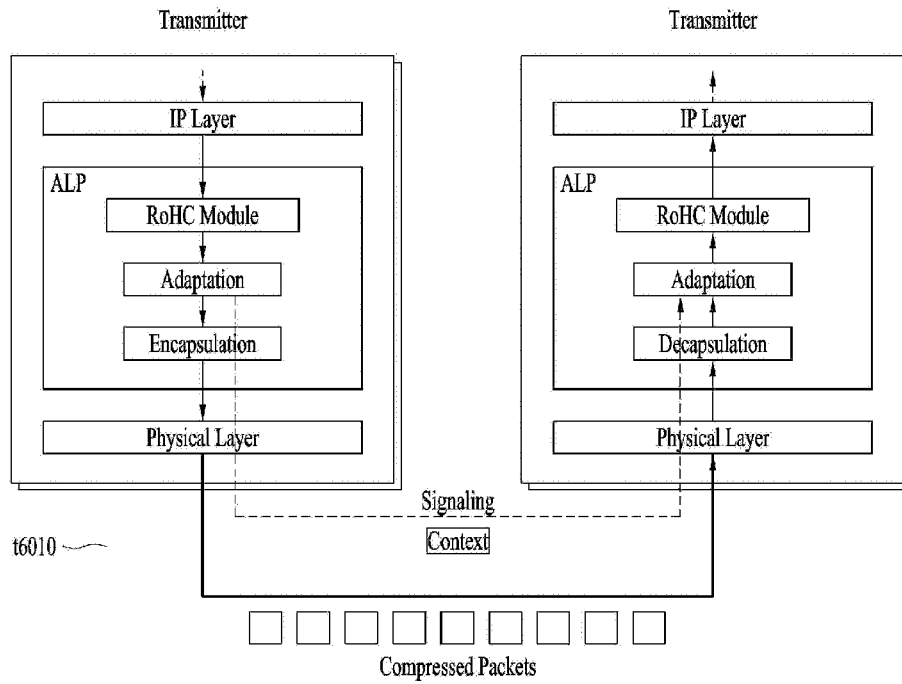 Transmitter
IP Layer
ALP
RoHC Module
Adaptation
Encapsulation
Physical Layer
Transmitter
IP Layer
ALP
RoHC Module
Adaptation
Decapsulation
Physical Layer
Signaling
Context
t6010
Compressed Packets